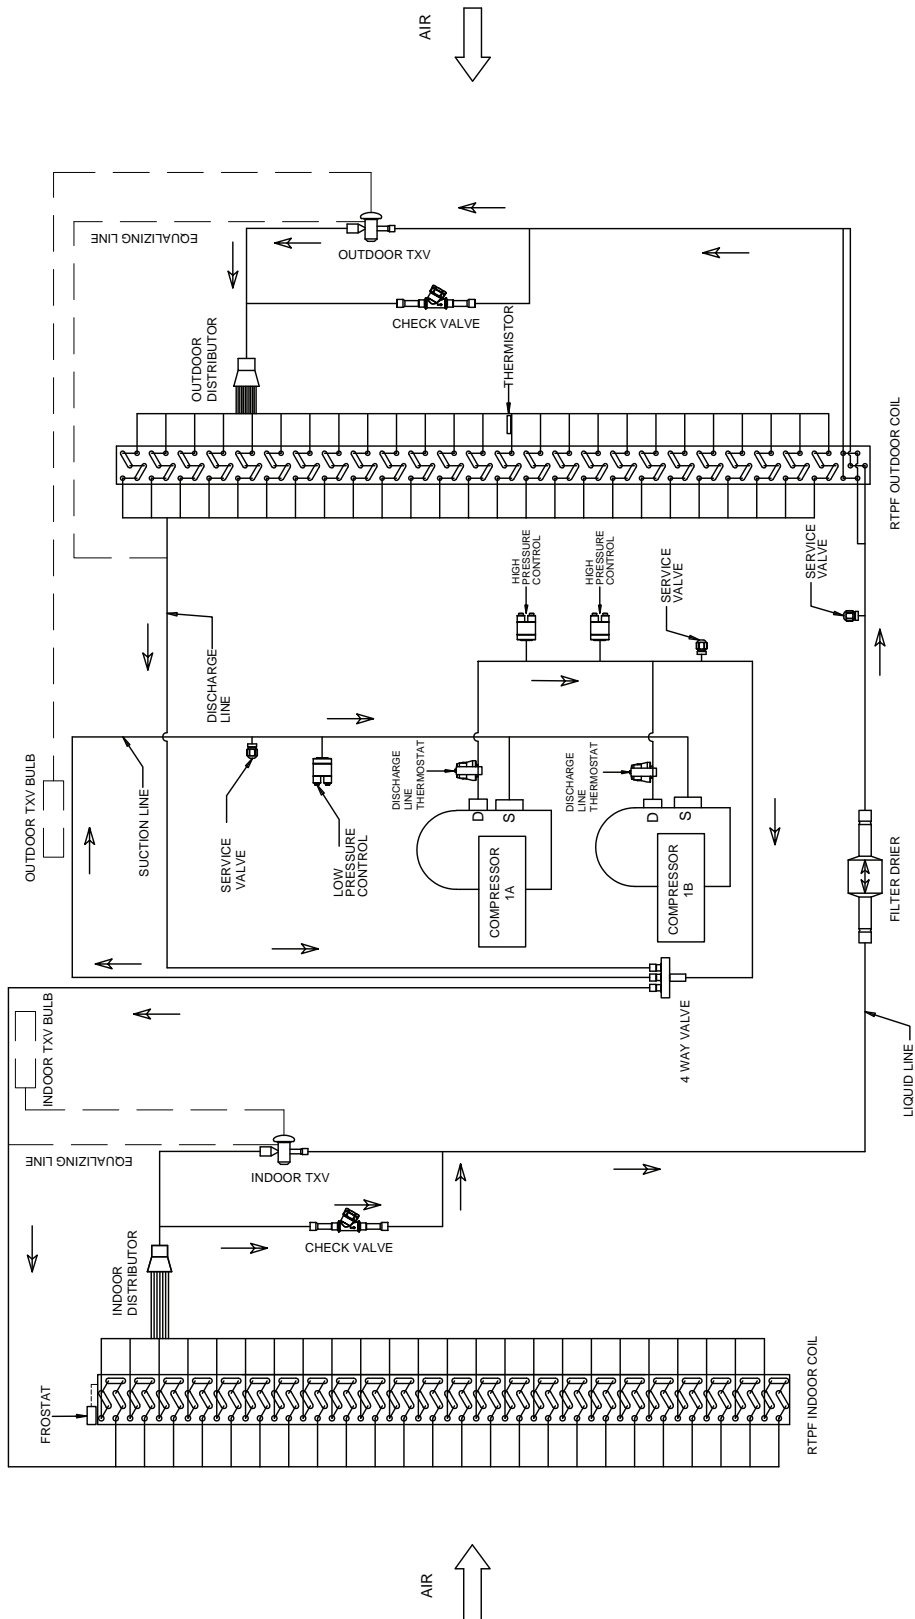 AIR
EQUALIZING LINE
OUTDOOR TXV
CHECK VALVE
OUTDOOR
DISTRIBUTOR
THERMISTOR
RTPF OUTDOOR COIL
HIGH
PRESSURE
CONTROL
HIGH
PRESSURE
CONTROL
SERVICE
VALVE
SERVICE
VALVE
DISCHARGE
LINE
OUTDOOR TXV BULB
SUCTION LINE
SERVICE
VALVE
LOW
PRESSURE
CONTROL
DISCHARGE
LINE
THERMOSTAT
DISCHARGE
LINE
THERMOSTAT
D
S
D
S
COMPRESSOR
1A
COMPRESSOR
1B
FILTER DRIER
INDOOR TXV BULB
4 WAY VALVE
LIQUID LINE
EQUALIZING LINE
INDOOR TXV
CHECK VALVE
INDOOR
DISTRIBUTOR
FROSTAT
RTPF INDOOR COIL
AIR